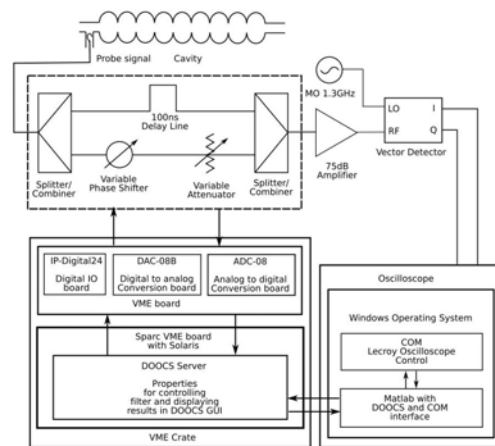 Probe signal
Cavity
100ns
Delay Line
MO 1.3GHz
LO
I
RF
Q
Vector Detector
75dB
Amplifier
Splitter/
Combiner
Variable
Phase Shifter
Variable
Attenuator
Splitter/
Combiner
IP-Digital24
Digital IO
board
DAC-08B
Digital to analog
Conversion board
ADC-08
Analog to digital
Conversion board
VME board
Sparc VME board
with Solaris
DOOCS Server
Properties
for controlling
filter and displaying
results in DOOCS GUI
VME Crate
Oscilloscope
Windows Operating System
COM
Lecroy Oscilloscope
Control
Matlab with
DOOCS and COM
interface